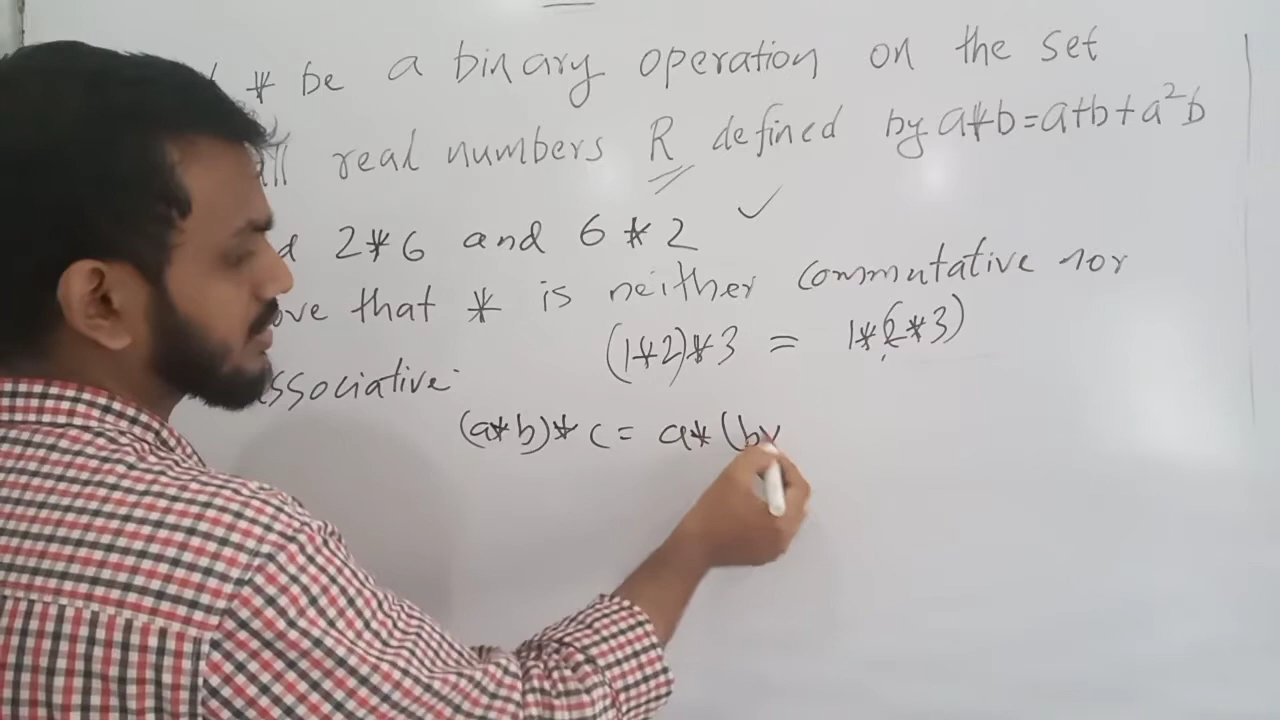 * be a binary operation on the set
real numbers R defined by a*b=a+b+a²b
2*6 and 6*2 ✓
that * is neither commutative nor
(1*2)*3 = 1*(2*3)
(a*b)*c= a*(b*